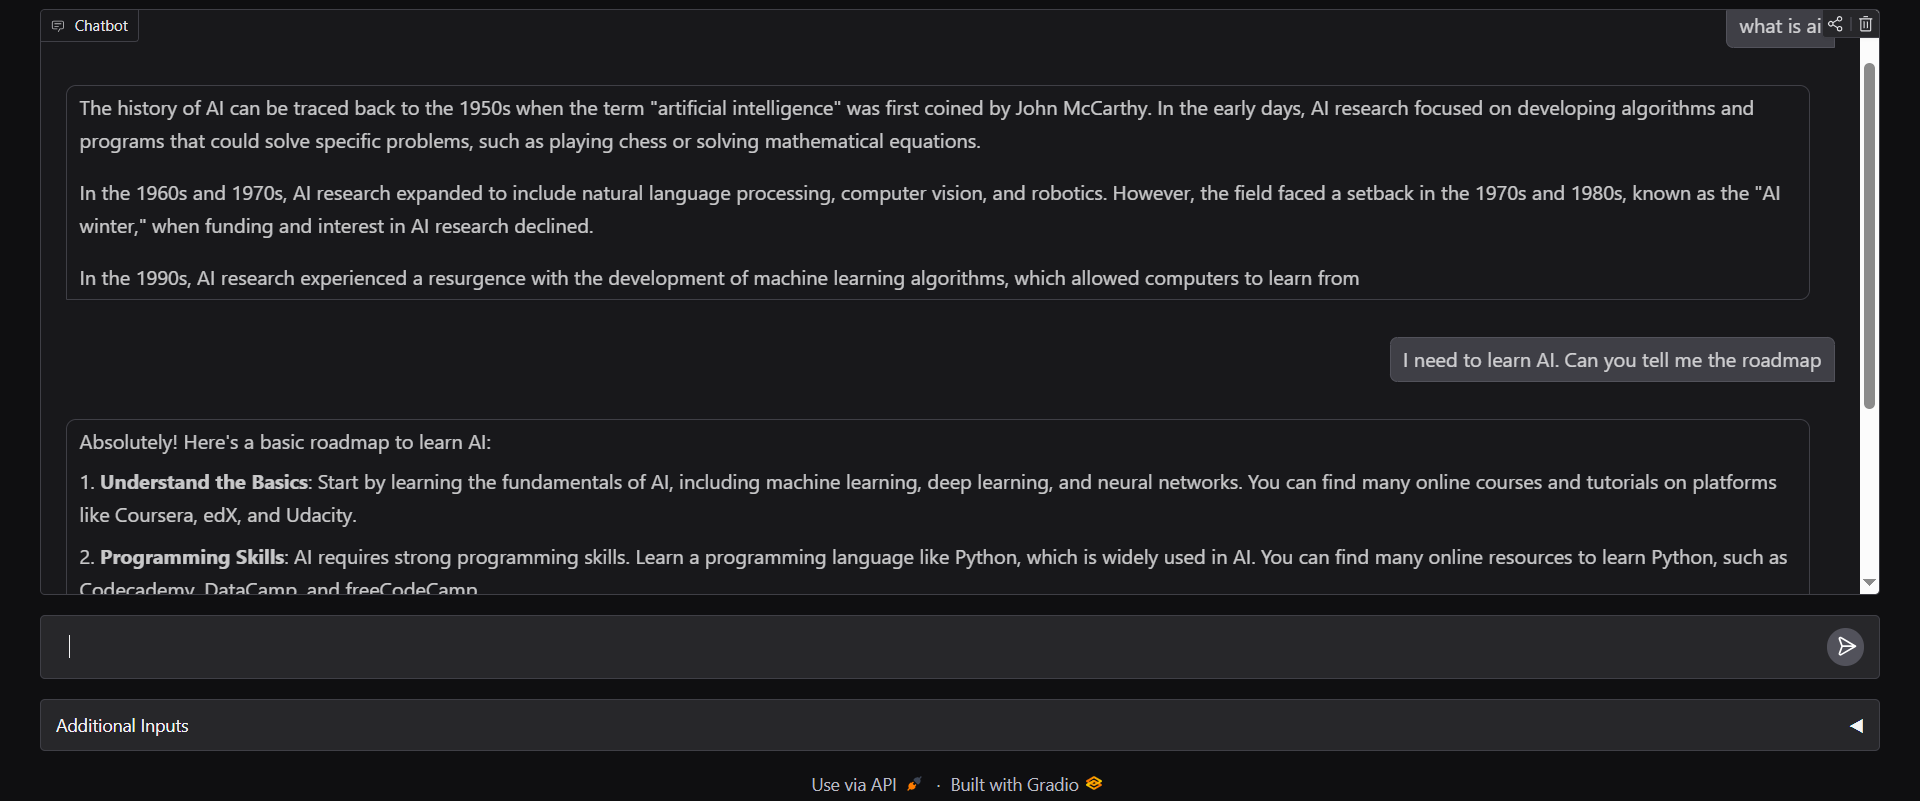 Chatbot
what is ai
The history of AI can be traced back to the 1950s when the term "artificial intelligence" was first coined by John McCarthy. In the early days, AI research focused on developing algorithms and
programs that could solve specific problems, such as playing chess or solving mathematical equations.
In the 1960s and 1970s, AI research expanded to include natural language processing, computer vision, and robotics. However, the field faced a setback in the 1970s and 1980s, known as the "AI
winter," when funding and interest in AI research declined.
In the 1990s, AI research experienced a resurgence with the development of machine learning algorithms, which allowed computers to learn from
I need to learn AI. Can you tell me the roadmap
Absolutely! Here's a basic roadmap to learn AI:
1. Understand the Basics: Start by learning the fundamentals of AI, including machine learning, deep learning, and neural networks. You can find many online courses and tutorials on platforms
like Coursera, edX, and Udacity.
2. Programming Skills: AI requires strong programming skills. Learn a programming language like Python, which is widely used in AI. You can find many online resources to learn Python, such as
Codecademy, DataCamp, and freeCodeCamp
Additional Inputs
Use via API · Built with Gradio